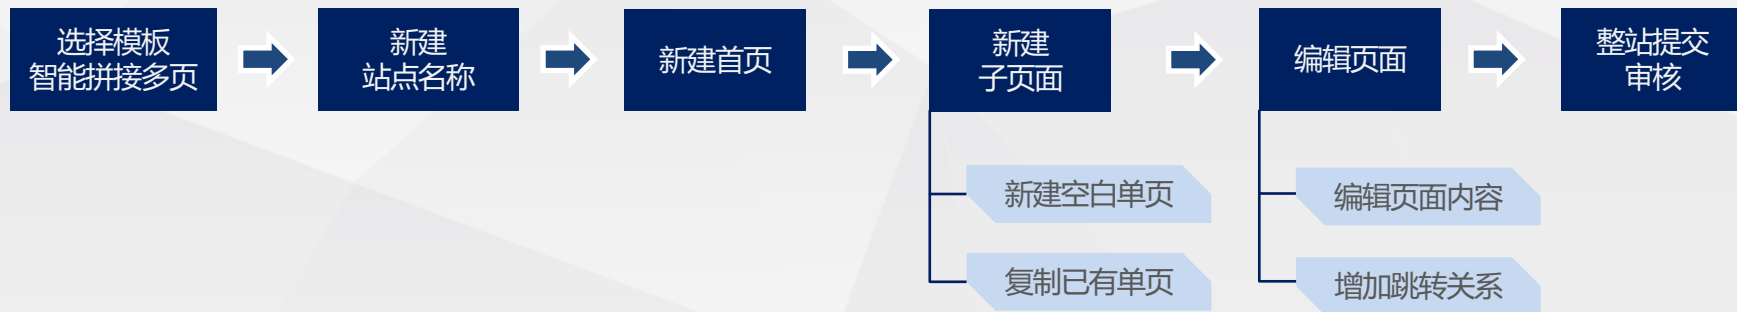 选择模板
智能拼接多页
新建
站点名称
新建首页
新建
子页面
编辑页面
整站提交
审核
新建空白单页
复制已有单页
编辑页面内容
增加跳转关系